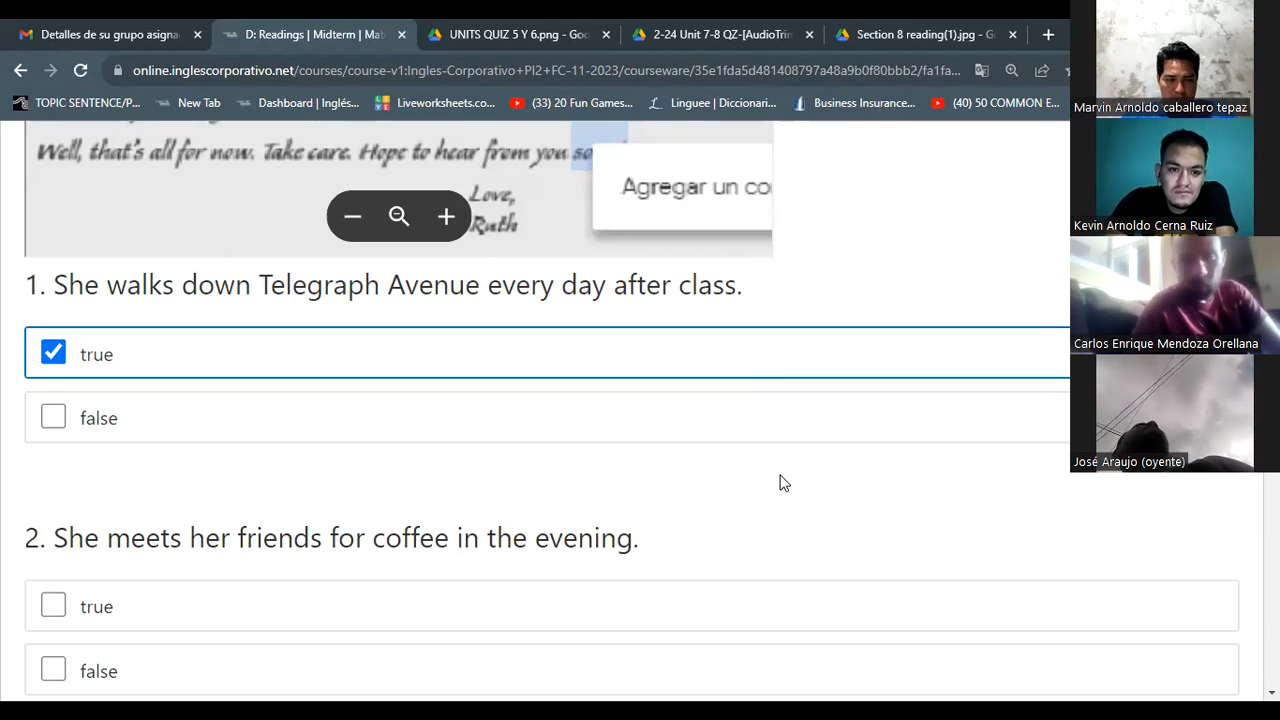 Detalles de su grupo asigna
D: Readings | Midterm | Mat
UNITS QUIZ 5 Y 6.png - Goo
2-24 Unit 7-8 QZ-[AudioTrim
Section 8 reading(1).jpg - G
online.inglescorporativo.net/courses/course-v1:Ingles-Corporativo+PI2+FC-11-2023/courseware/35e1fda5d481408797a48a9b0f80bbb2/fa1fa...
TOPIC SENTENCE/P...
New Tab
Dashboard | Inglés...
Liveworksheets.co...
(33) 20 Fun Games...
Linguee | Diccionari...
Business Insurance...
(40) 50 COMMON E...
Well, that's all for now. Take care. Hope to hear from you so
Agregar un co
Love,
Ruth
1. She walks down Telegraph Avenue every day after class.
true
false
2. She meets her friends for coffee in the evening.
true
false
Marvin Arnoldo caballero tepaz
Kevin Arnoldo Cerna Ruiz
Carlos Enrique Mendoza Orellana
José Araujo (oyente)